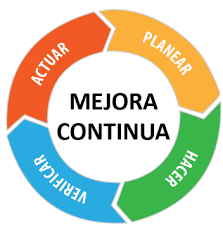 MEJORA
CONTINUA
PLANEAR
HACER
VERIFICAR
ACTUAR